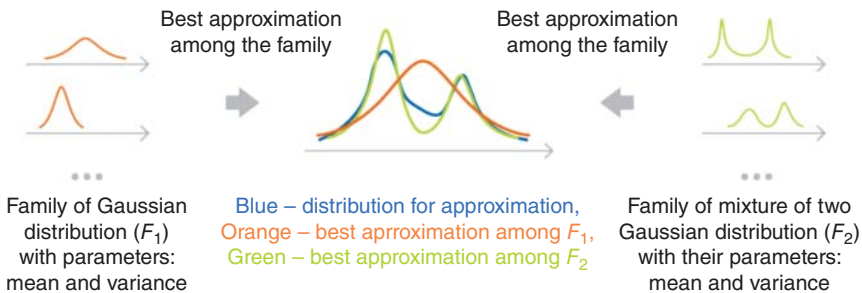 Best approximation
among the family
Best approximation
among the family
Family of Gaussian
distribution (F1)
with parameters:
mean and variance
Blue – distribution for approximation,
Orange – best aprroximation among F1,
Green – best approximation among F2
Family of mixture of two
Gaussian distribution (F2)
with their parameters:
mean and variance